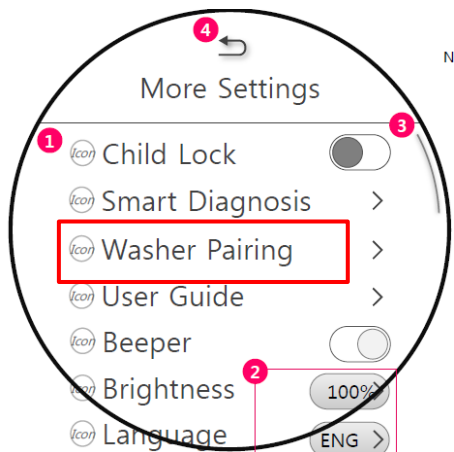 4
N
More Settings
3
1
Icon Child Lock
Icon Smart Diagnosis >
Icon Washer Pairing >
Icon User Guide >
Icon Beeper
2
Icon Brightness 100% >
Icon Language ENG >